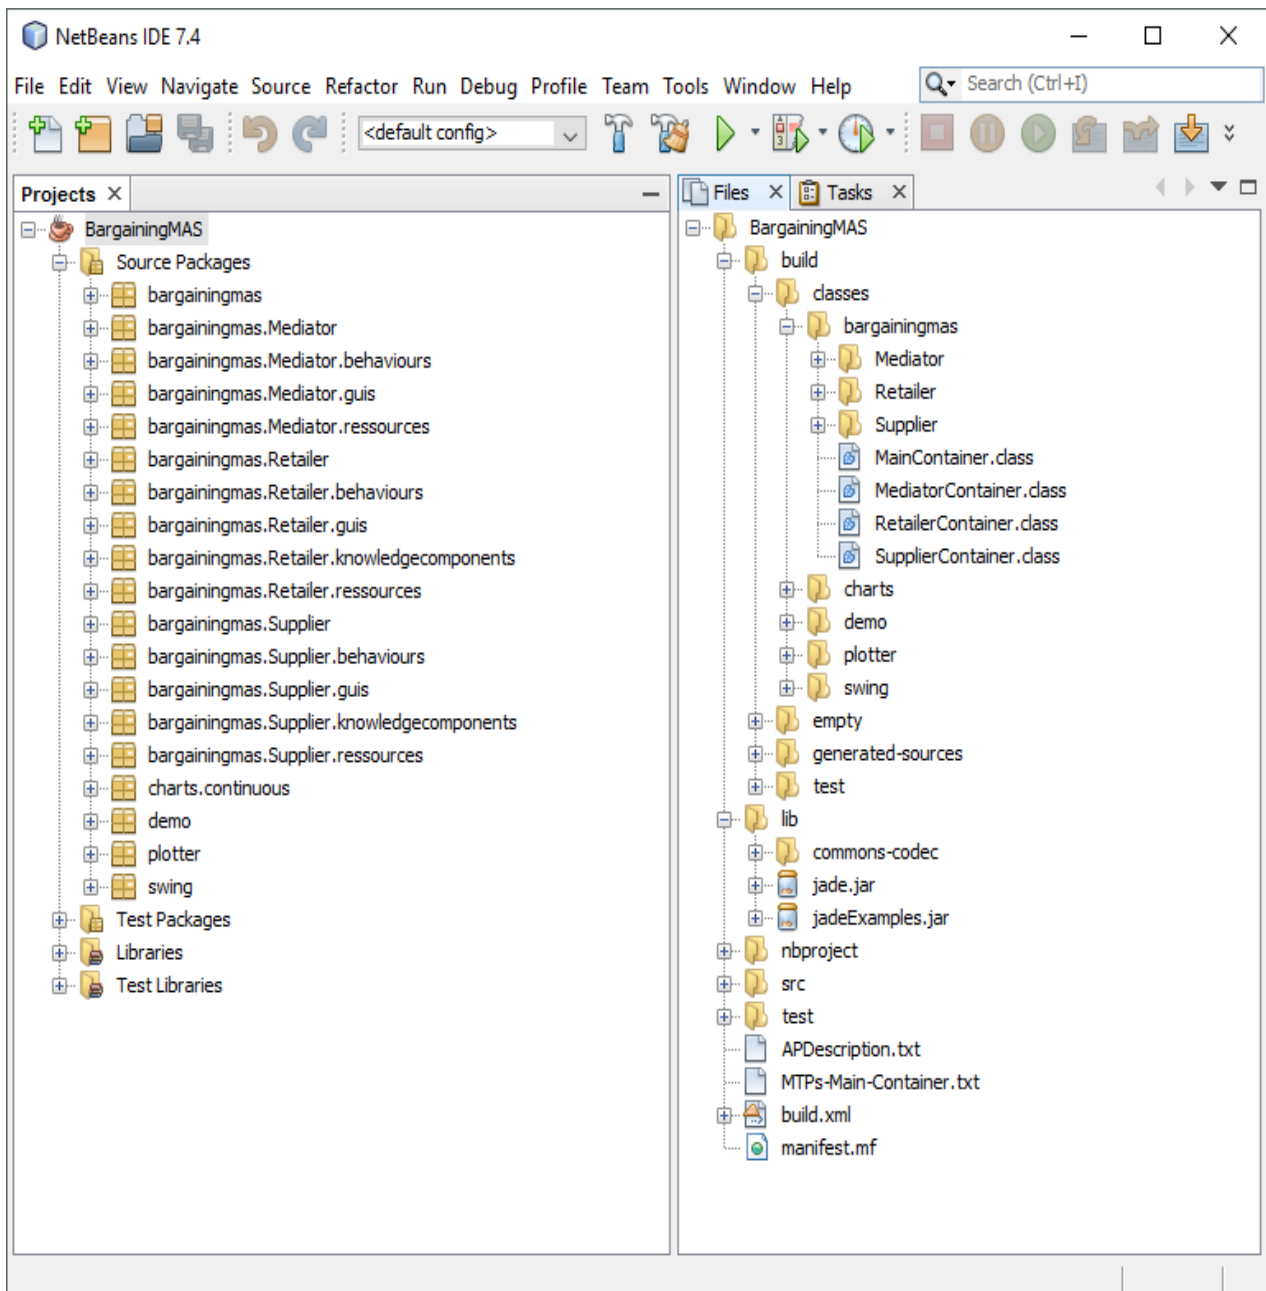 NetBeans IDE 7.4
File Edit View Navigate Source Refactor Run Debug Profile Team Tools Window Help
Search (Ctrl+I)
<default config>
Projects
BargainingMAS
Source Packages
bargainingmas
bargainingmas.Mediator
bargainingmas.Mediator.behaviours
bargainingmas.Mediator.guis
bargainingmas.Mediator.ressources
bargainingmas.Retailer
bargainingmas.Retailer.behaviours
bargainingmas.Retailer.guis
bargainingmas.Retailer.knowledgecomponents
bargainingmas.Retailer.ressources
bargainingmas.Supplier
bargainingmas.Supplier.behaviours
bargainingmas.Supplier.guis
bargainingmas.Supplier.knowledgecomponents
bargainingmas.Supplier.ressources
charts.continuous
demo
plotter
swing
Test Packages
Libraries
Test Libraries
Files
Tasks
BargainingMAS
build
classes
bargainingmas
Mediator
Retailer
Supplier
MainContainer.class
MediatorContainer.class
RetailerContainer.class
SupplierContainer.class
charts
demo
plotter
swing
empty
generated-sources
test
lib
commons-codec
jade.jar
jadeExamples.jar
nbproject
src
test
APDescription.txt
MTPs-Main-Container.txt
build.xml
manifest.mf